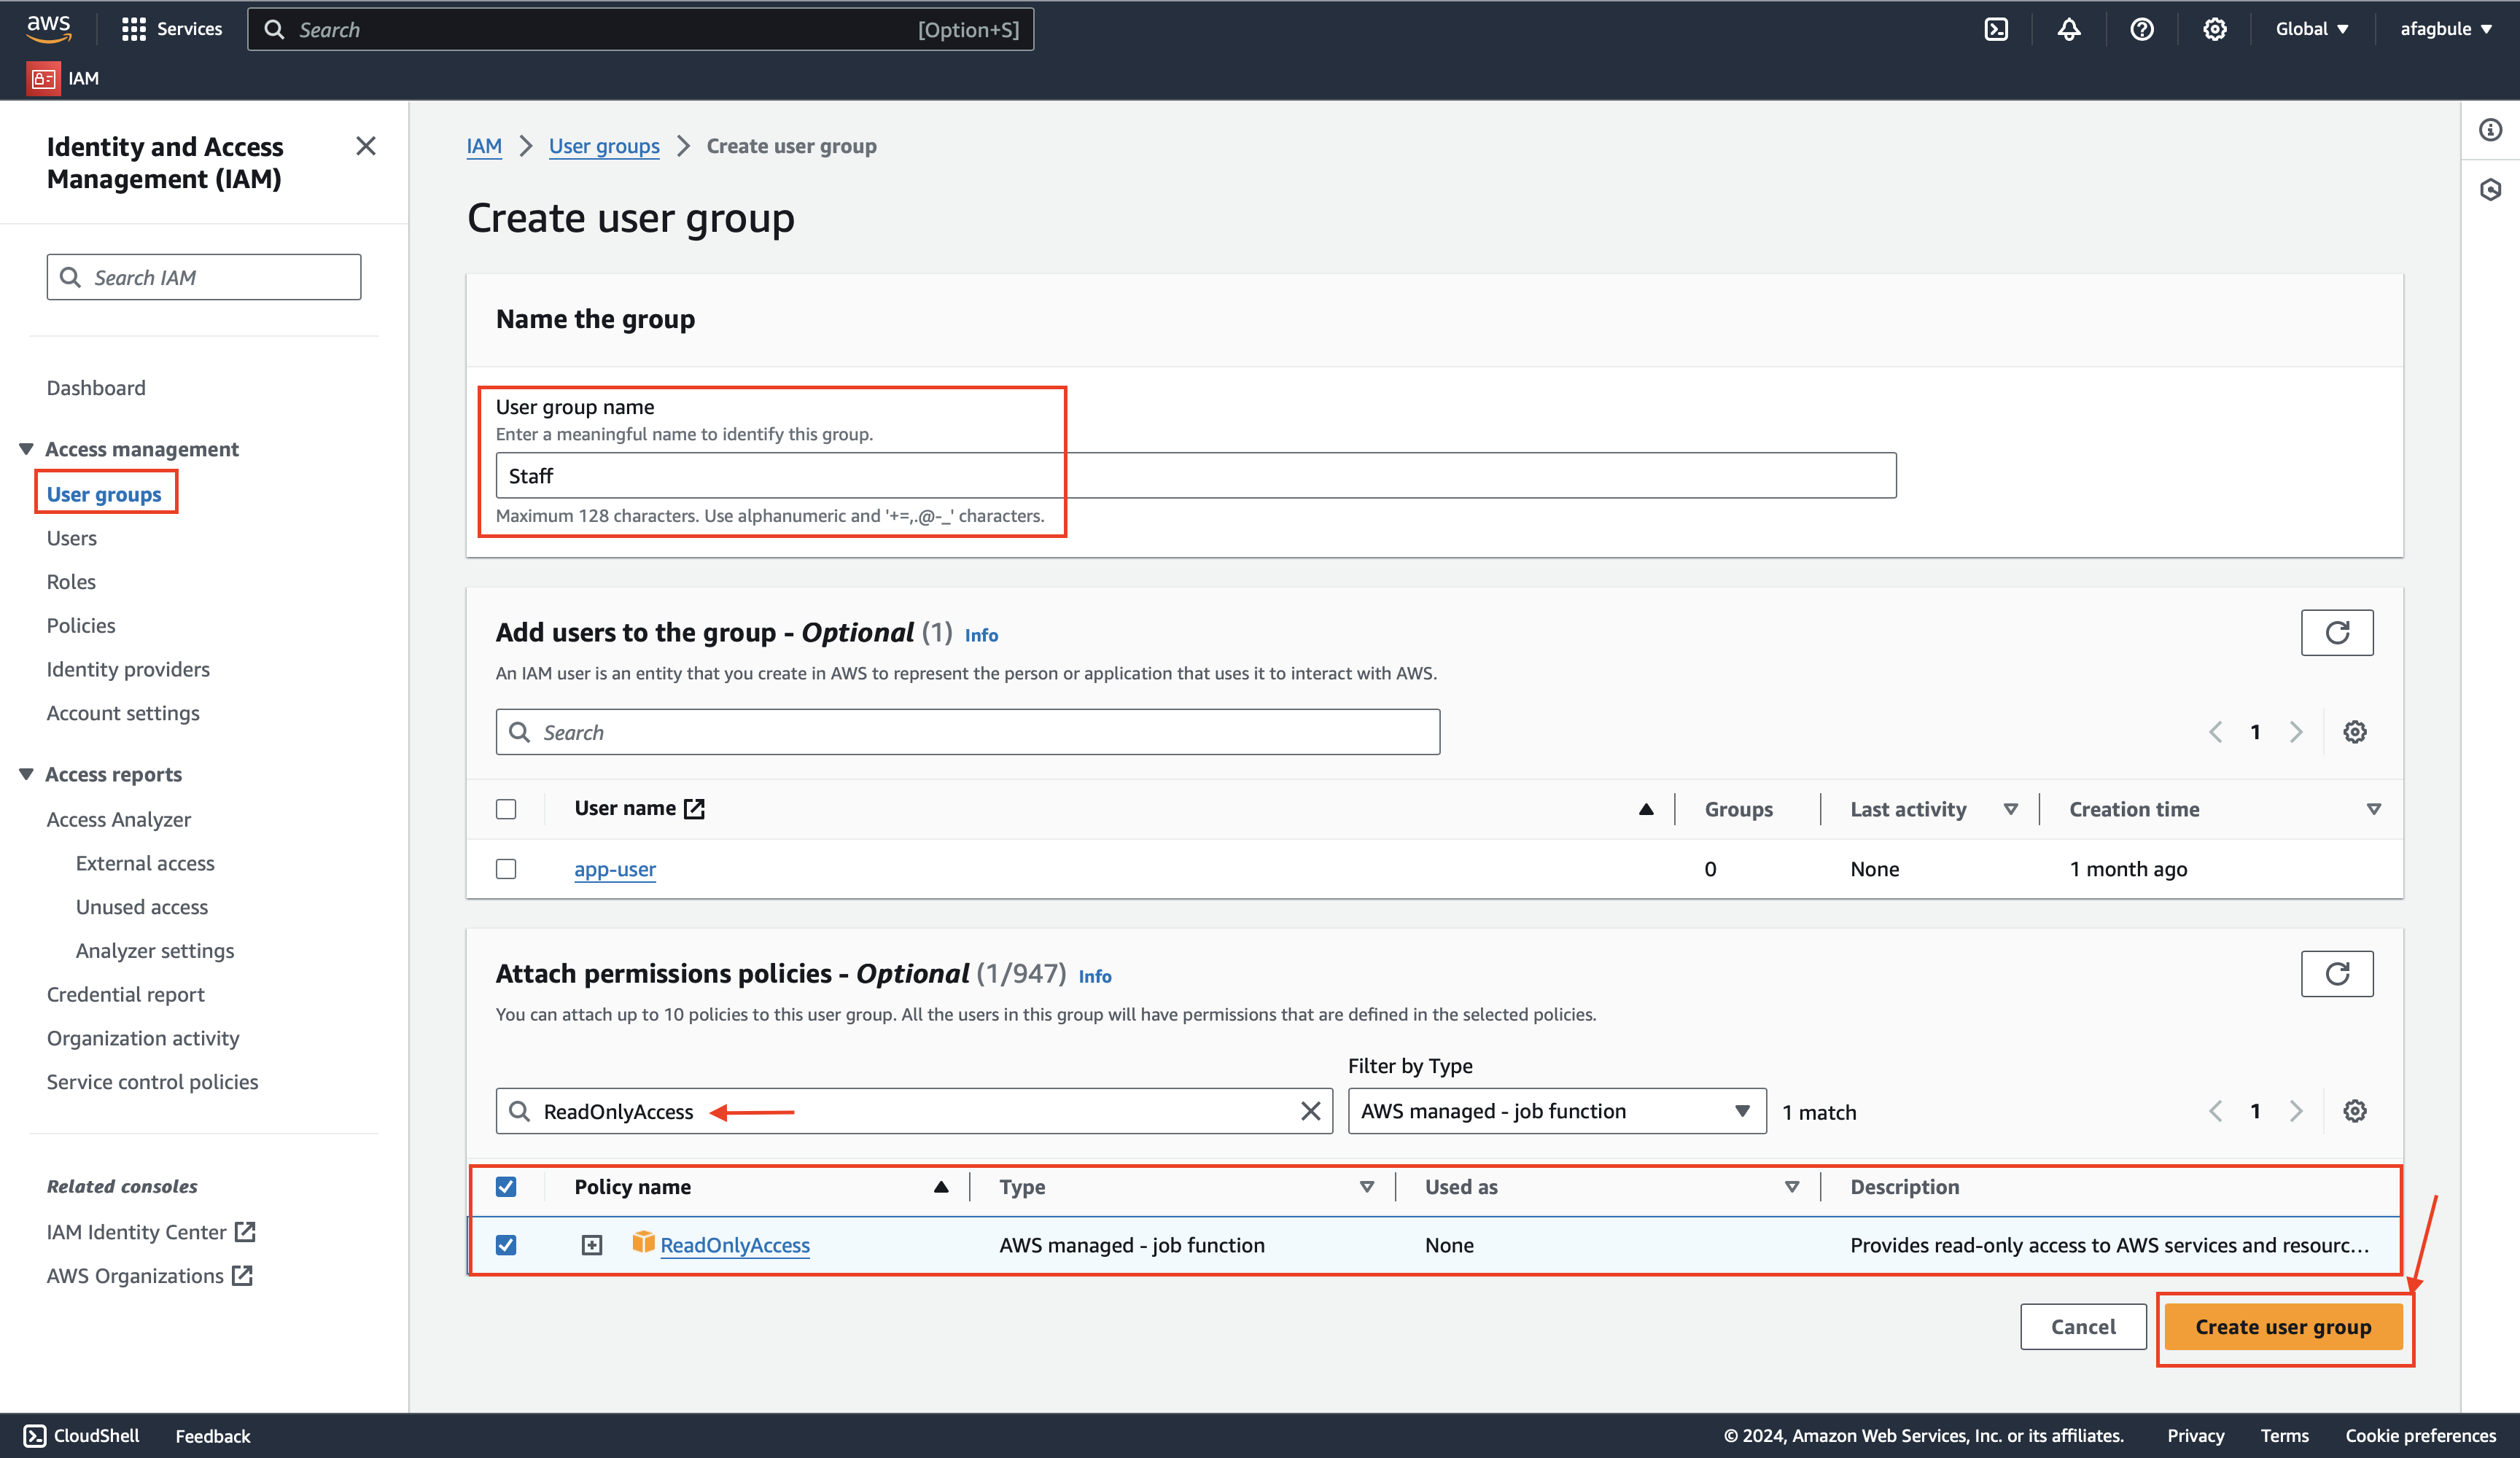 aws
Services
Search
[Option+S]
Global
afagbule
IAM
Identity and Access
Management (IAM)
Search IAM
Dashboard
Access management
User groups
Users
Roles
Policies
Identity providers
Account settings
Access reports
Access Analyzer
External access
Unused access
Analyzer settings
Credential report
Organization activity
Service control policies
Related consoles
IAM Identity Center
AWS Organizations
IAM
User groups
Create user group
Create user group
Name the group
User group name
Enter a meaningful name to identify this group.
Staff
Maximum 128 characters. Use alphanumeric and '+=,.@-_' characters.
Add users to the group - Optional (1) Info
An IAM user is an entity that you create in AWS to represent the person or application that uses it to interact with AWS.
Search
1
User name Groups Last activity Creation time
app-user 0 None 1 month ago
Attach permissions policies - Optional (1/947) Info
You can attach up to 10 policies to this user group. All the users in this group will have permissions that are defined in the selected policies.
Filter by Type
ReadOnlyAccess
AWS managed - job function
1 match
1
Policy name Type Used as Description
ReadOnlyAccess AWS managed - job function None Provides read-only access to AWS services and resourc...
Cancel
Create user group
CloudShell
Feedback
© 2024, Amazon Web Services, Inc. or its affiliates.
Privacy
Terms
Cookie preferences